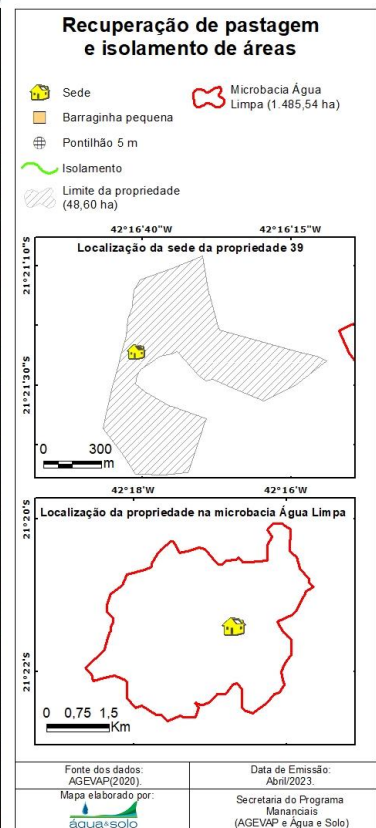 Recuperação de pastagem
e isolamento de áreas
Sede
Microbacia Água
Limpa (1.485,54 ha)
Barraginha pequena
Pontilhão 5 m
Isolamento
Limite da propriedade
(48,60 ha)
42°16'40"W
42°16'15"W
Localização da sede da propriedade 39
21°21'10"S
21°21'30"S
0
300
m
42°18'W
42°16'W
Localização da propriedade na microbacia Água Limpa
21°20'S
21°22'S
0 0,75 1,5
Km
Fonte dos dados:
AGEVAP(2020).
Data de Emissão:
Abril/2023.
Mapa elaborado por:
água&solo
Secretaria do Programa
Mananciais
(AGEVAP e Água e Solo)